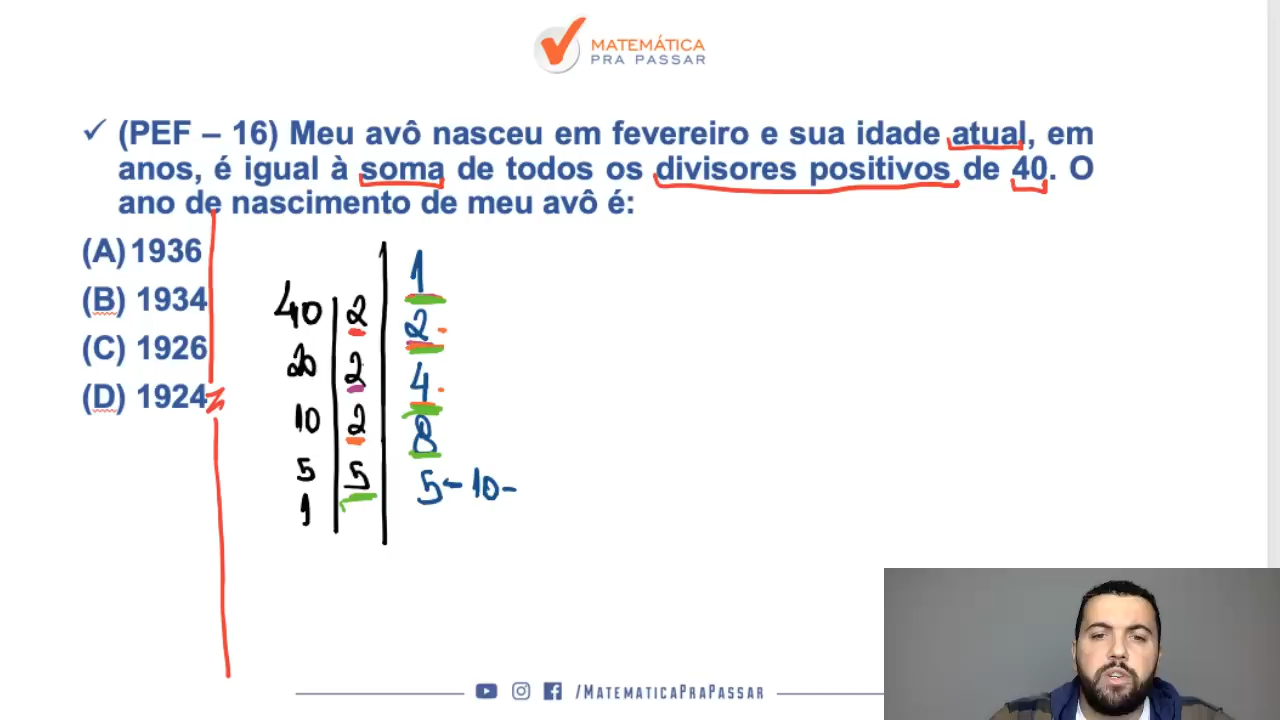 MATEMÁTICA
PRA PASSAR
✓ (PEF – 16) Meu avô nasceu em fevereiro e sua idade atual, em
anos, é igual à soma de todos os divisores positivos de 40. O
ano de nascimento de meu avô é:
(A) 1936
(B) 1934
(C) 1926
(D) 1924
1
40 2 2
20 2 4
10 2 8
5 5 5 - 10 -
1
/MATEMATICAPRAPASSAR